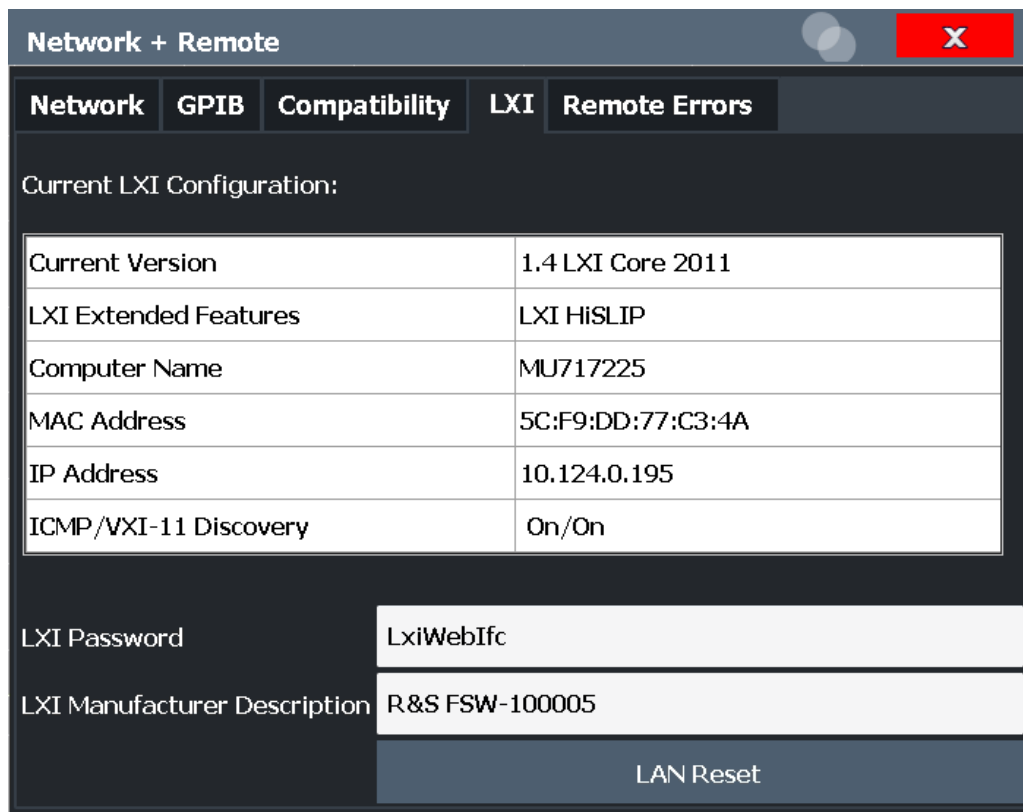 Network + Remote
X
Network GPIB Compatibility LXI Remote Errors
Current LXI Configuration:
Current Version 1.4 LXI Core 2011
LXI Extended Features LXI HiSLIP
Computer Name MU717225
MAC Address 5C:F9:DD:77:C3:4A
IP Address 10.124.0.195
ICMP/VXI-11 Discovery On/On
LXI Password LxiWebIfc
LXI Manufacturer Description R&S FSW-100005
LAN Reset